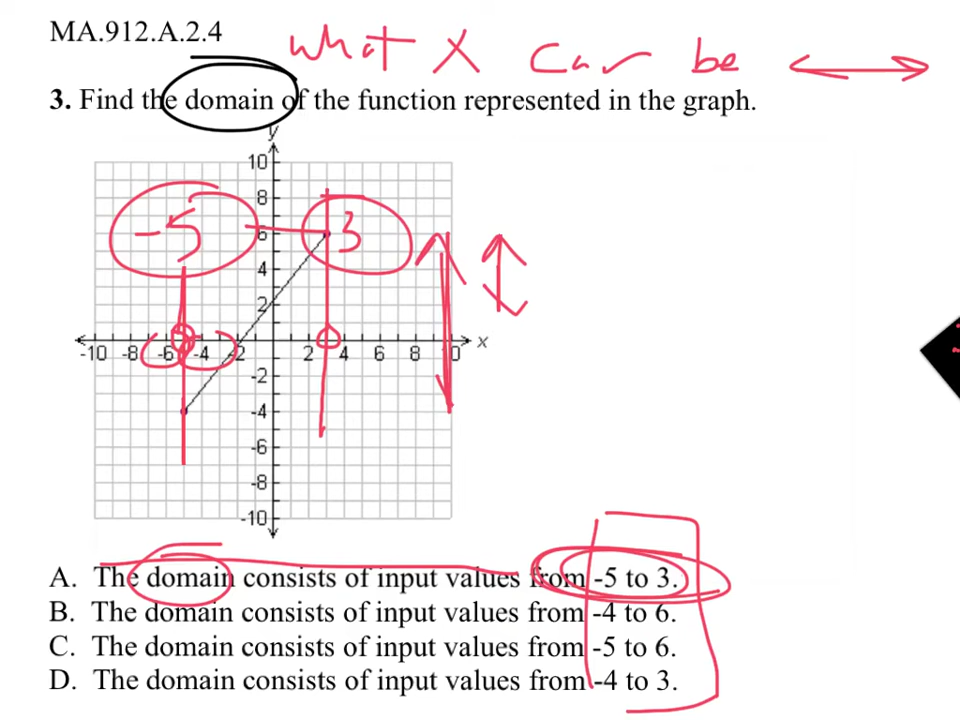 MA.912.A.2.4
what X can be
3. Find the domain of the function represented in the graph.
y
10
8
-5
6
3
4
2
-10 -8 -6 -4 -2 2 4 6 8 10 x
-2
-4
-6
-8
-10
A. The domain consists of input values from -5 to 3.
B. The domain consists of input values from -4 to 6.
C. The domain consists of input values from -5 to 6.
D. The domain consists of input values from -4 to 3.